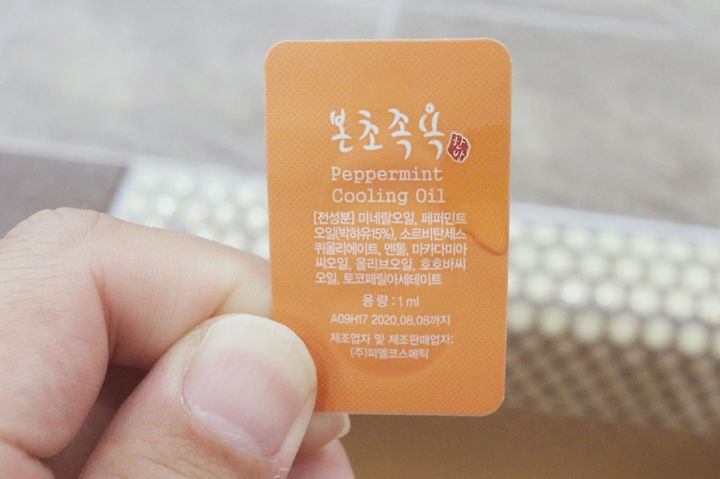 본초족욕
한방
Peppermint
Cooling Oil
[전성분] 미네랄오일, 페퍼민트
오일(박하유15%), 소르비탄세스
퀴올리에이트, 멘톨, 마카다미아
씨오일, 올리브오일, 호호바씨
오일, 토코페릴아세테이트
용량 : 1 ml
A09H17 2020.08.08까지
제조업자 및 제조판매업자:
(주)피엘코스메틱